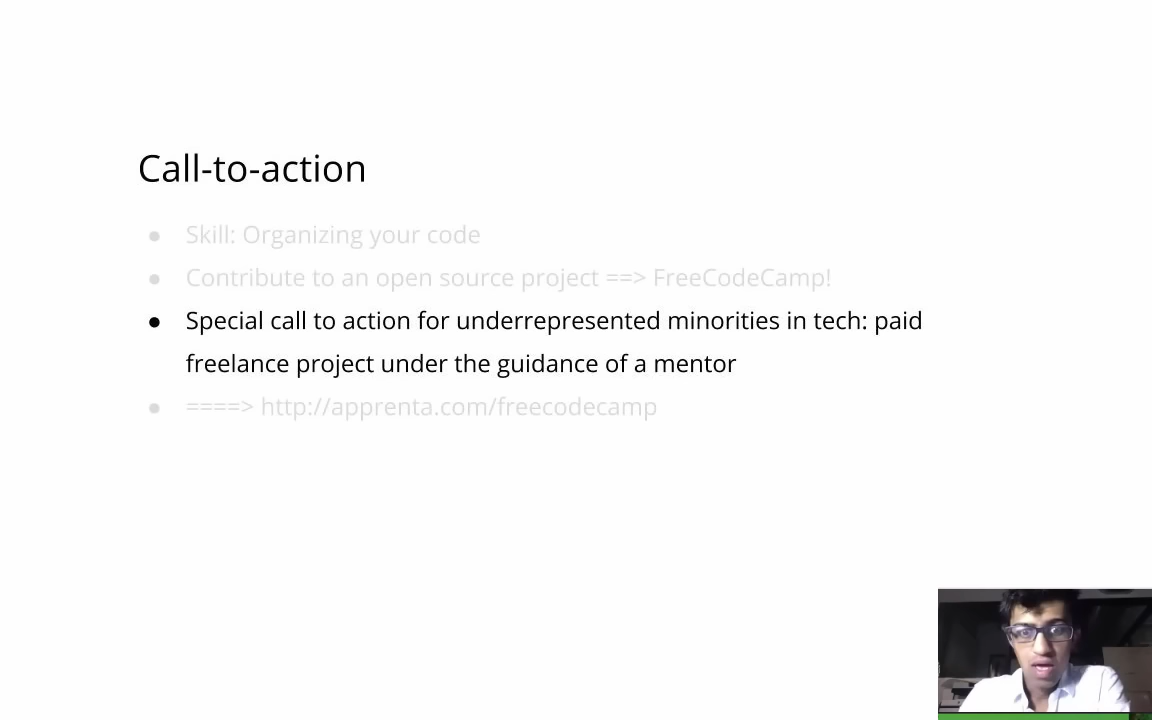 Call-to-action
● Skill: Organizing your code
● Contribute to an open source project ==> FreeCodeCamp!
● Special call to action for underrepresented minorities in tech: paid
freelance project under the guidance of a mentor
● ====> http://apprenta.com/freecodecamp